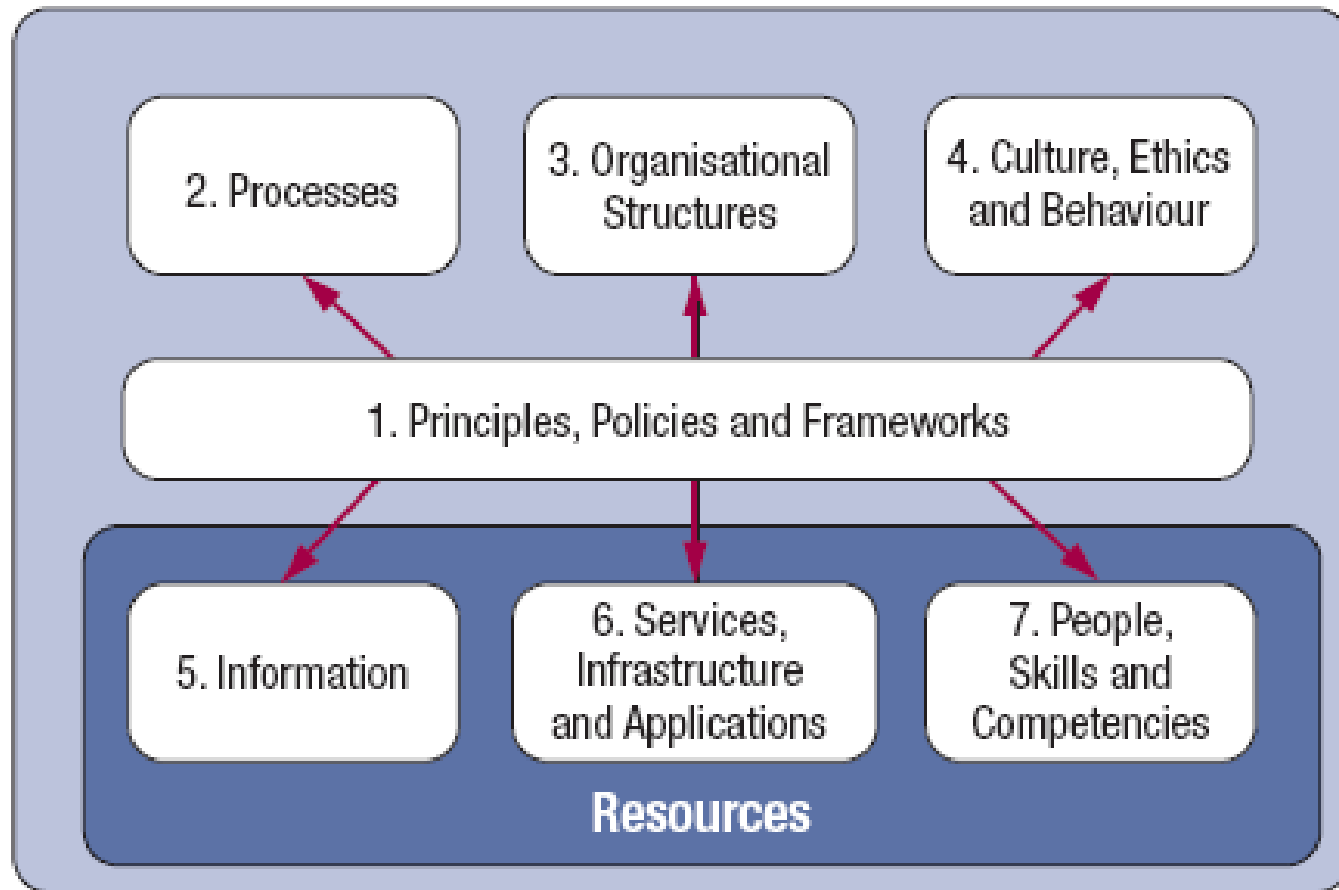 2. Processes
3. Organisational
Structures
4. Culture, Ethics
and Behaviour
1. Principles, Policies and Frameworks
5. Information
6. Services,
Infrastructure
and Applications
7. People,
Skills and
Competencies
Resources